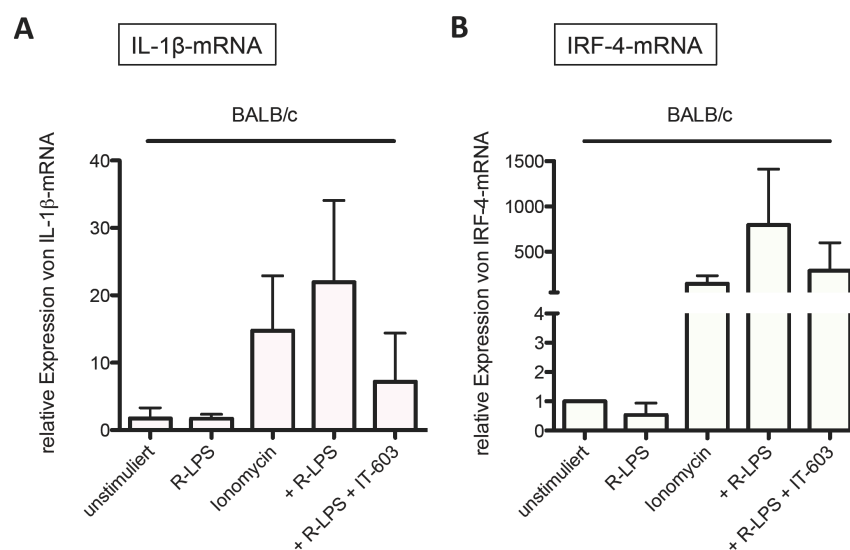 A
IL-1β-mRNA
BALB/c
relative Expression von IL-1β-mRNA
40
30
20
10
0
unstimuliert
R-LPS
Ionomycin
+ R-LPS
+ R-LPS + IT-603
B
IRF-4-mRNA
BALB/c
relative Expression von IRF-4-mRNA
1500
1000
500
4
3
2
1
0
unstimuliert
R-LPS
Ionomycin
+ R-LPS
+ R-LPS + IT-603